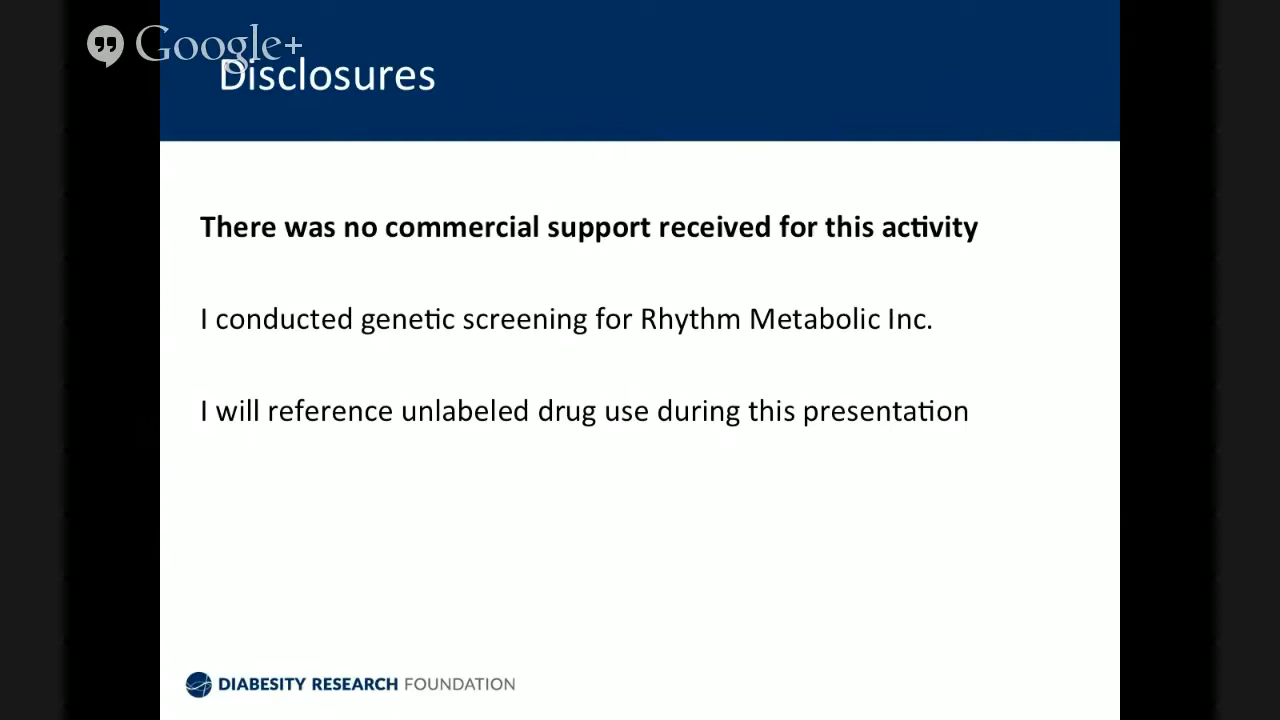 Google+
Disclosures
There was no commercial support received for this activity
I conducted genetic screening for Rhythm Metabolic Inc.
I will reference unlabeled drug use during this presentation
DIABESITY RESEARCH FOUNDATION